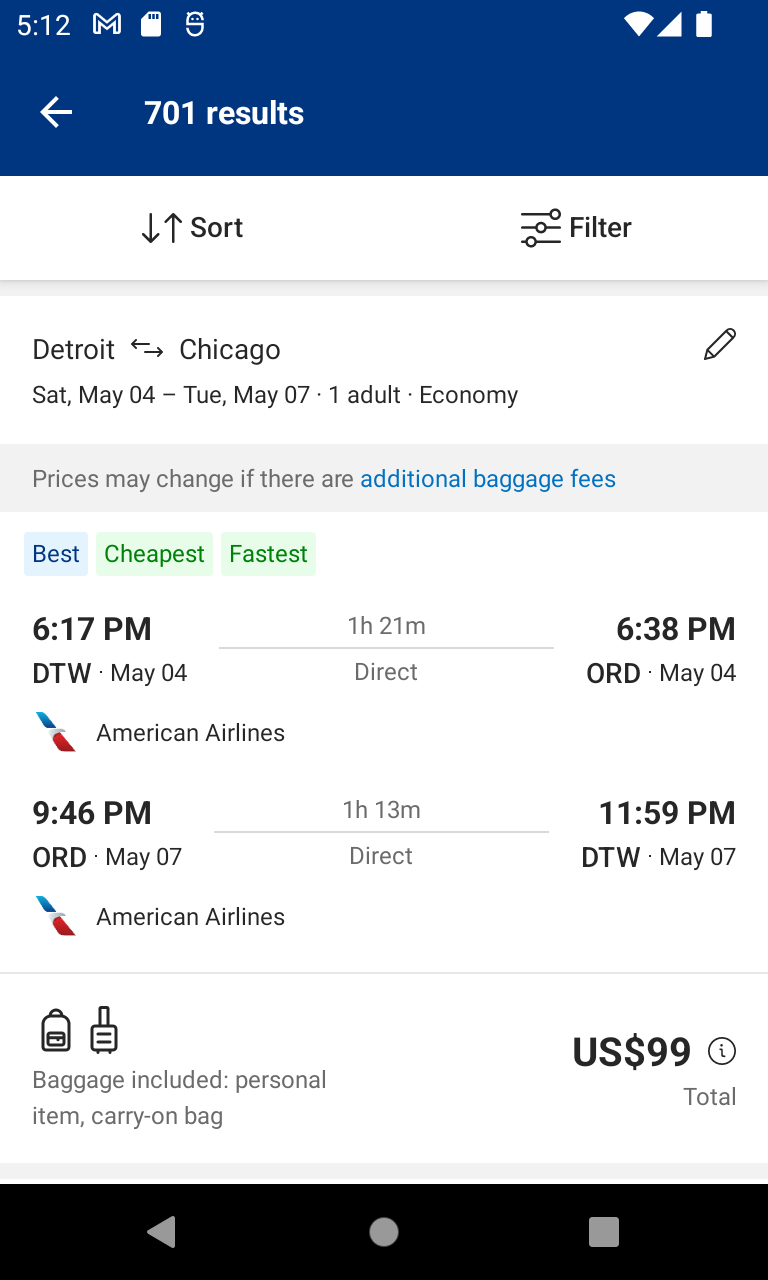 5:12
701 results
Sort
Filter
Detroit Chicago
Sat, May 04 – Tue, May 07 · 1 adult · Economy
Prices may change if there are additional baggage fees
Best Cheapest Fastest
6:17 PM 1h 21m 6:38 PM
DTW · May 04 Direct ORD · May 04
American Airlines
9:46 PM 1h 13m 11:59 PM
ORD · May 07 Direct DTW · May 07
American Airlines
Baggage included: personal
item, carry-on bag
US$99
Total